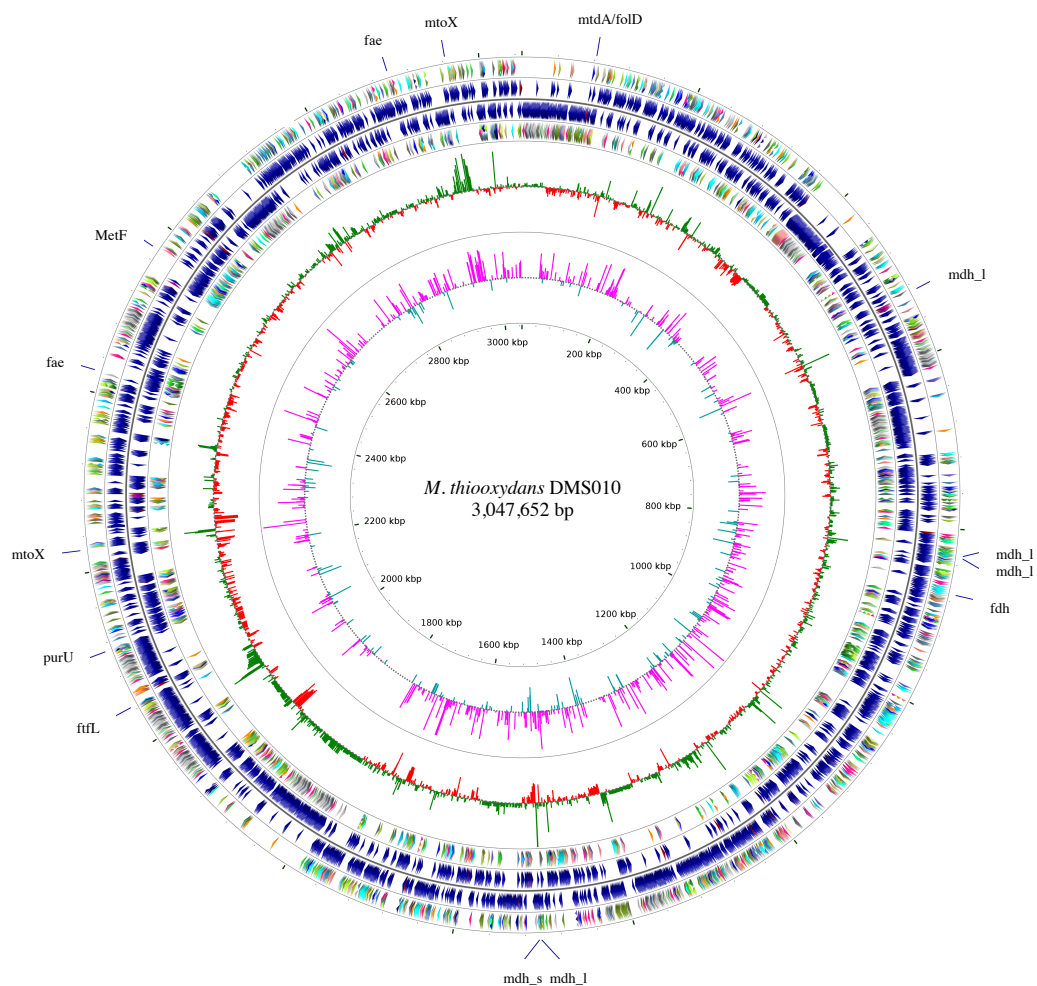 mtdA/folD
mtoX
fae
MetF
mdh_l
fae
3000 kbp
200 kbp
2800 kbp
400 kbp
2600 kbp
600 kbp
2400 kbp
M. thiooxydans DMS010
3,047,652 bp
800 kbp
2200 kbp
mtoX
mdh_l
mdh_l
1000 kbp
2000 kbp
fdh
1200 kbp
1800 kbp
1400 kbp
1600 kbp
purU
ftfL
mdh_s mdh_l